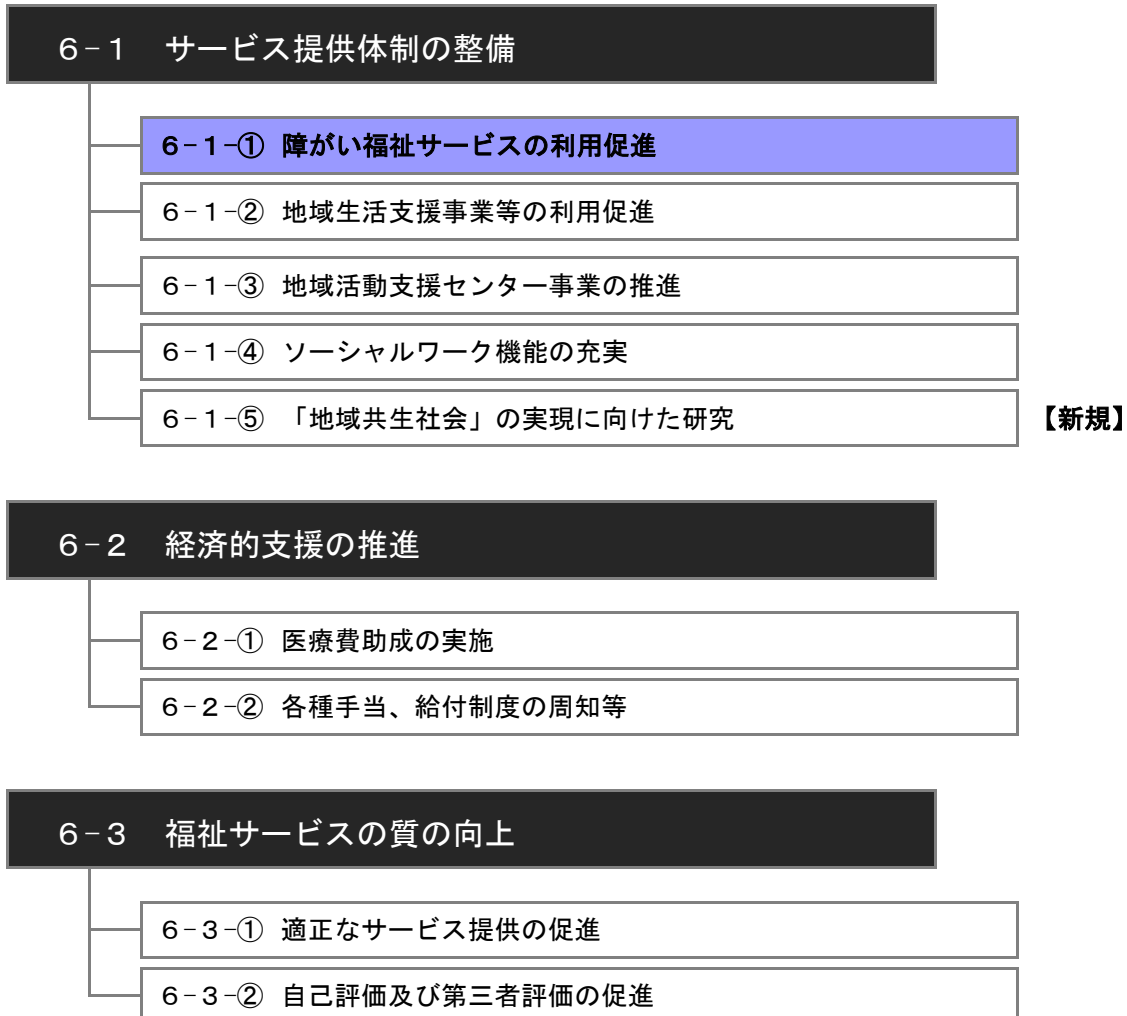 ６−１　サービス提供体制の整備
６−１−①　障がい福祉サービスの利用促進
６−１−②　地域生活支援事業等の利用促進
６−１−③　地域活動支援センター事業の推進
６−１−④　ソーシャルワーク機能の充実
６−１−⑤　「地域共生社会」の実現に向けた研究　【新規】
６−２　経済的支援の推進
６−２−①　医療費助成の実施
６−２−②　各種手当、給付制度の周知等
６−３　福祉サービスの質の向上
６−３−①　適正なサービス提供の促進
６−３−②　自己評価及び第三者評価の促進